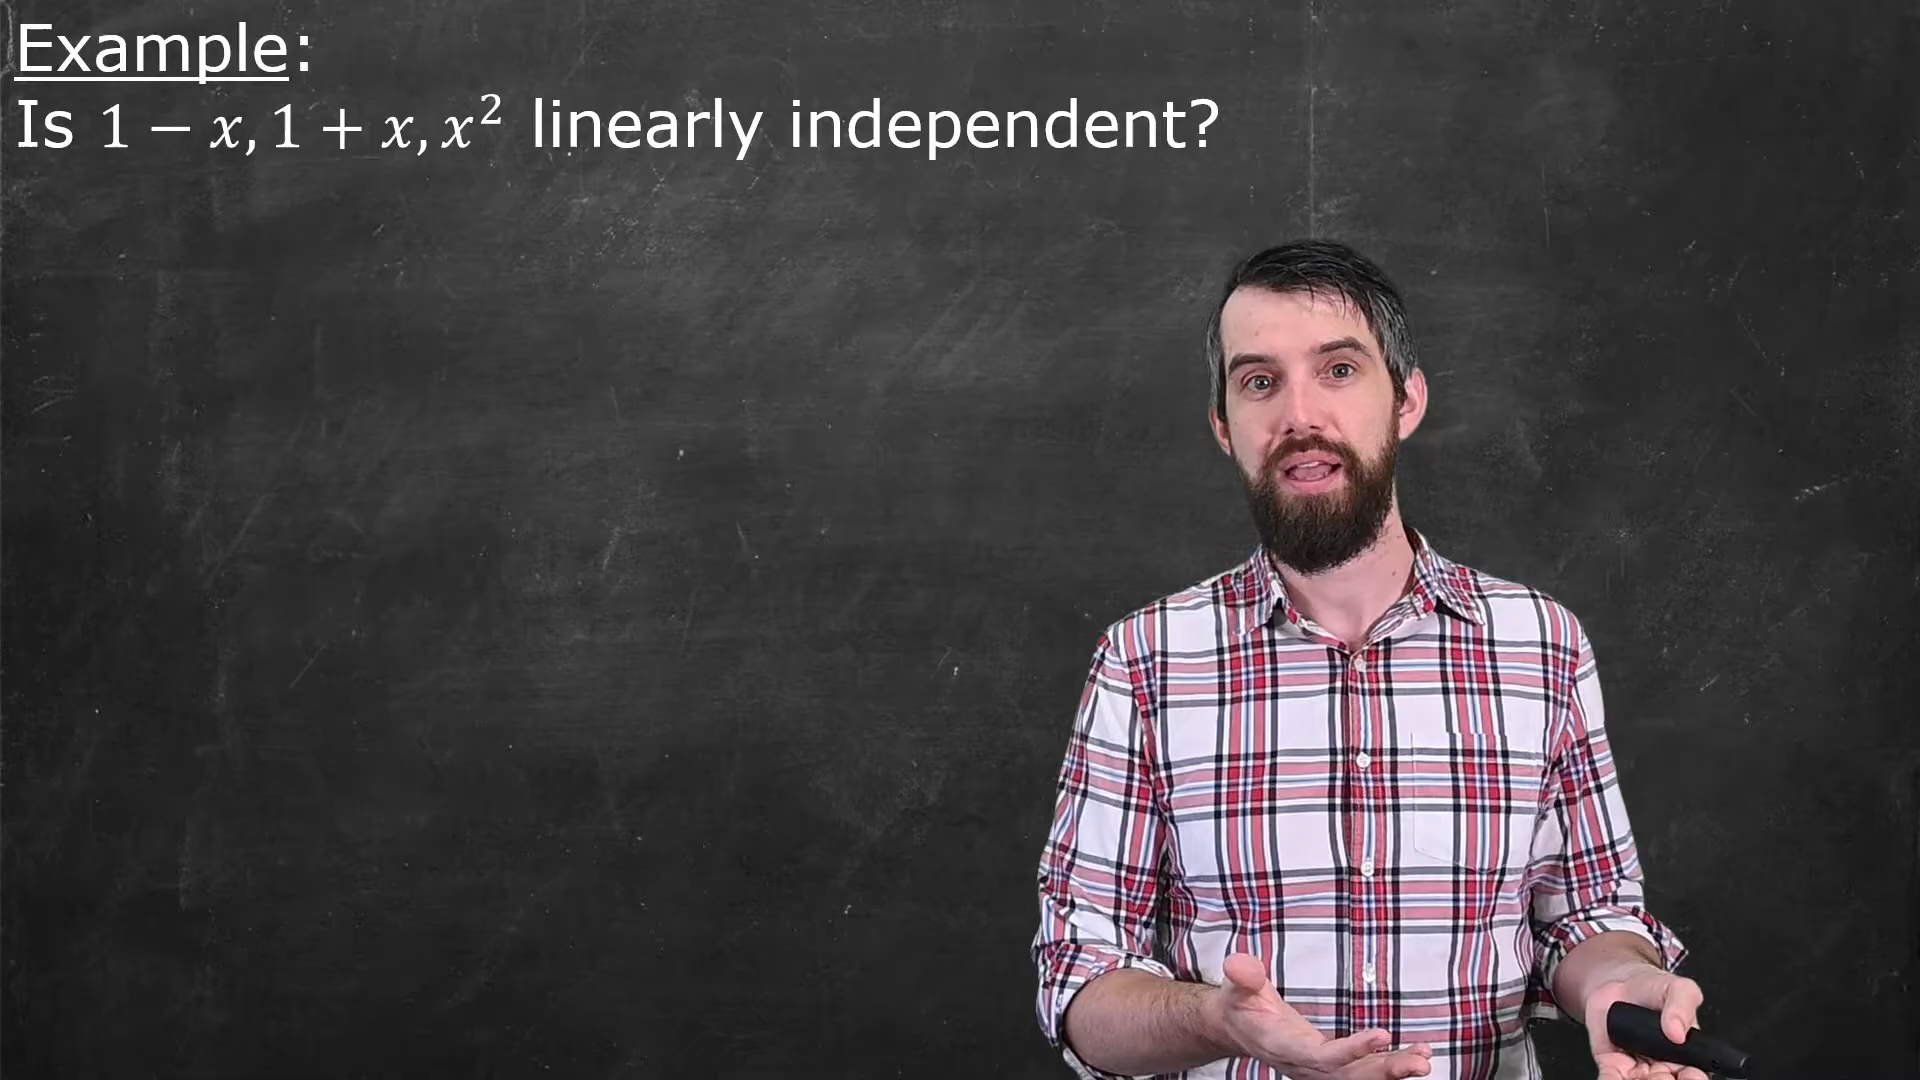 Example:
Is 1 − x, 1 + x, x² linearly independent?